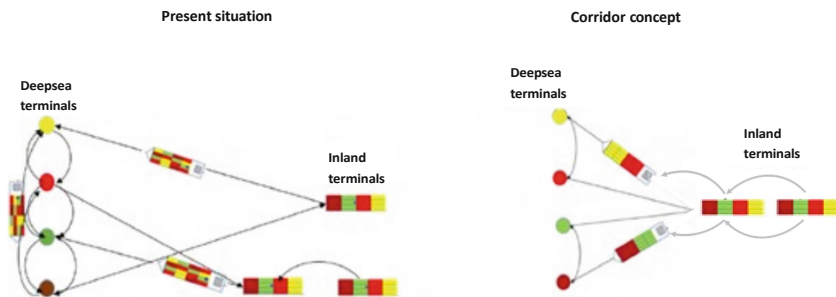 Present situation
Corridor concept
Deepsea
terminals
Inland
terminals
Deepsea
terminals
Inland
terminals